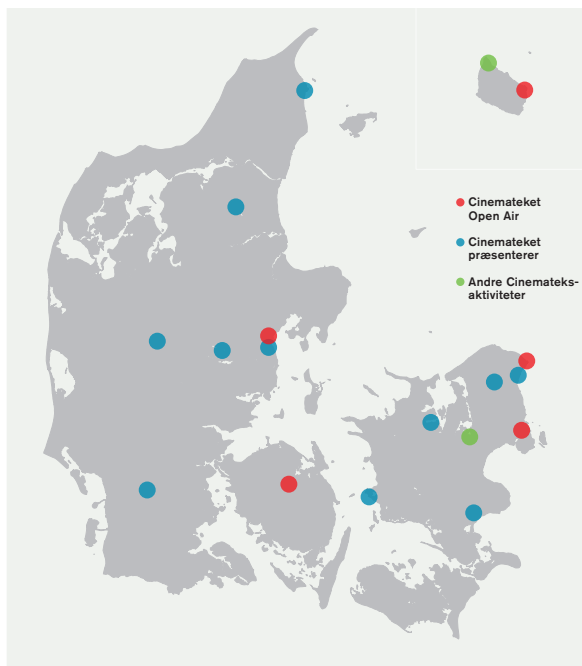 Cinemateket
Open Air
Cinemateket
præsenterer
Andre Cinemateks-
aktiviteter